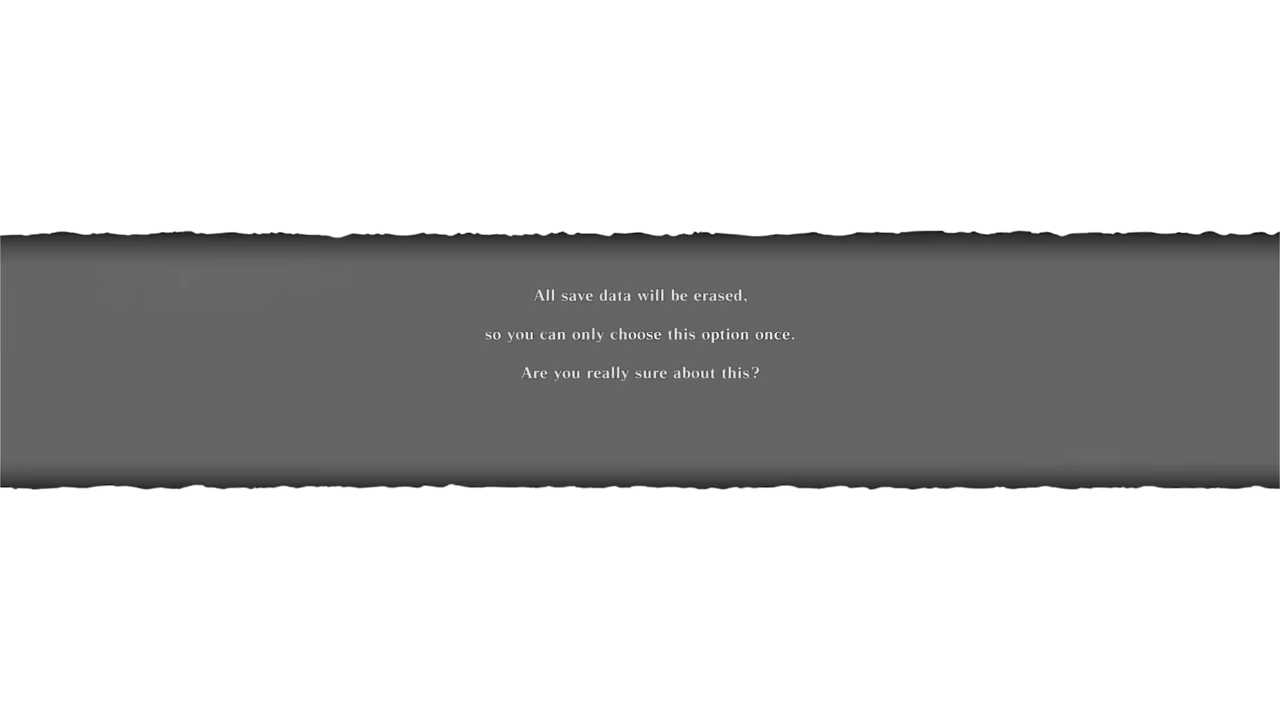 All save data will be erased,
so you can only choose this option once.
Are you really sure about this?